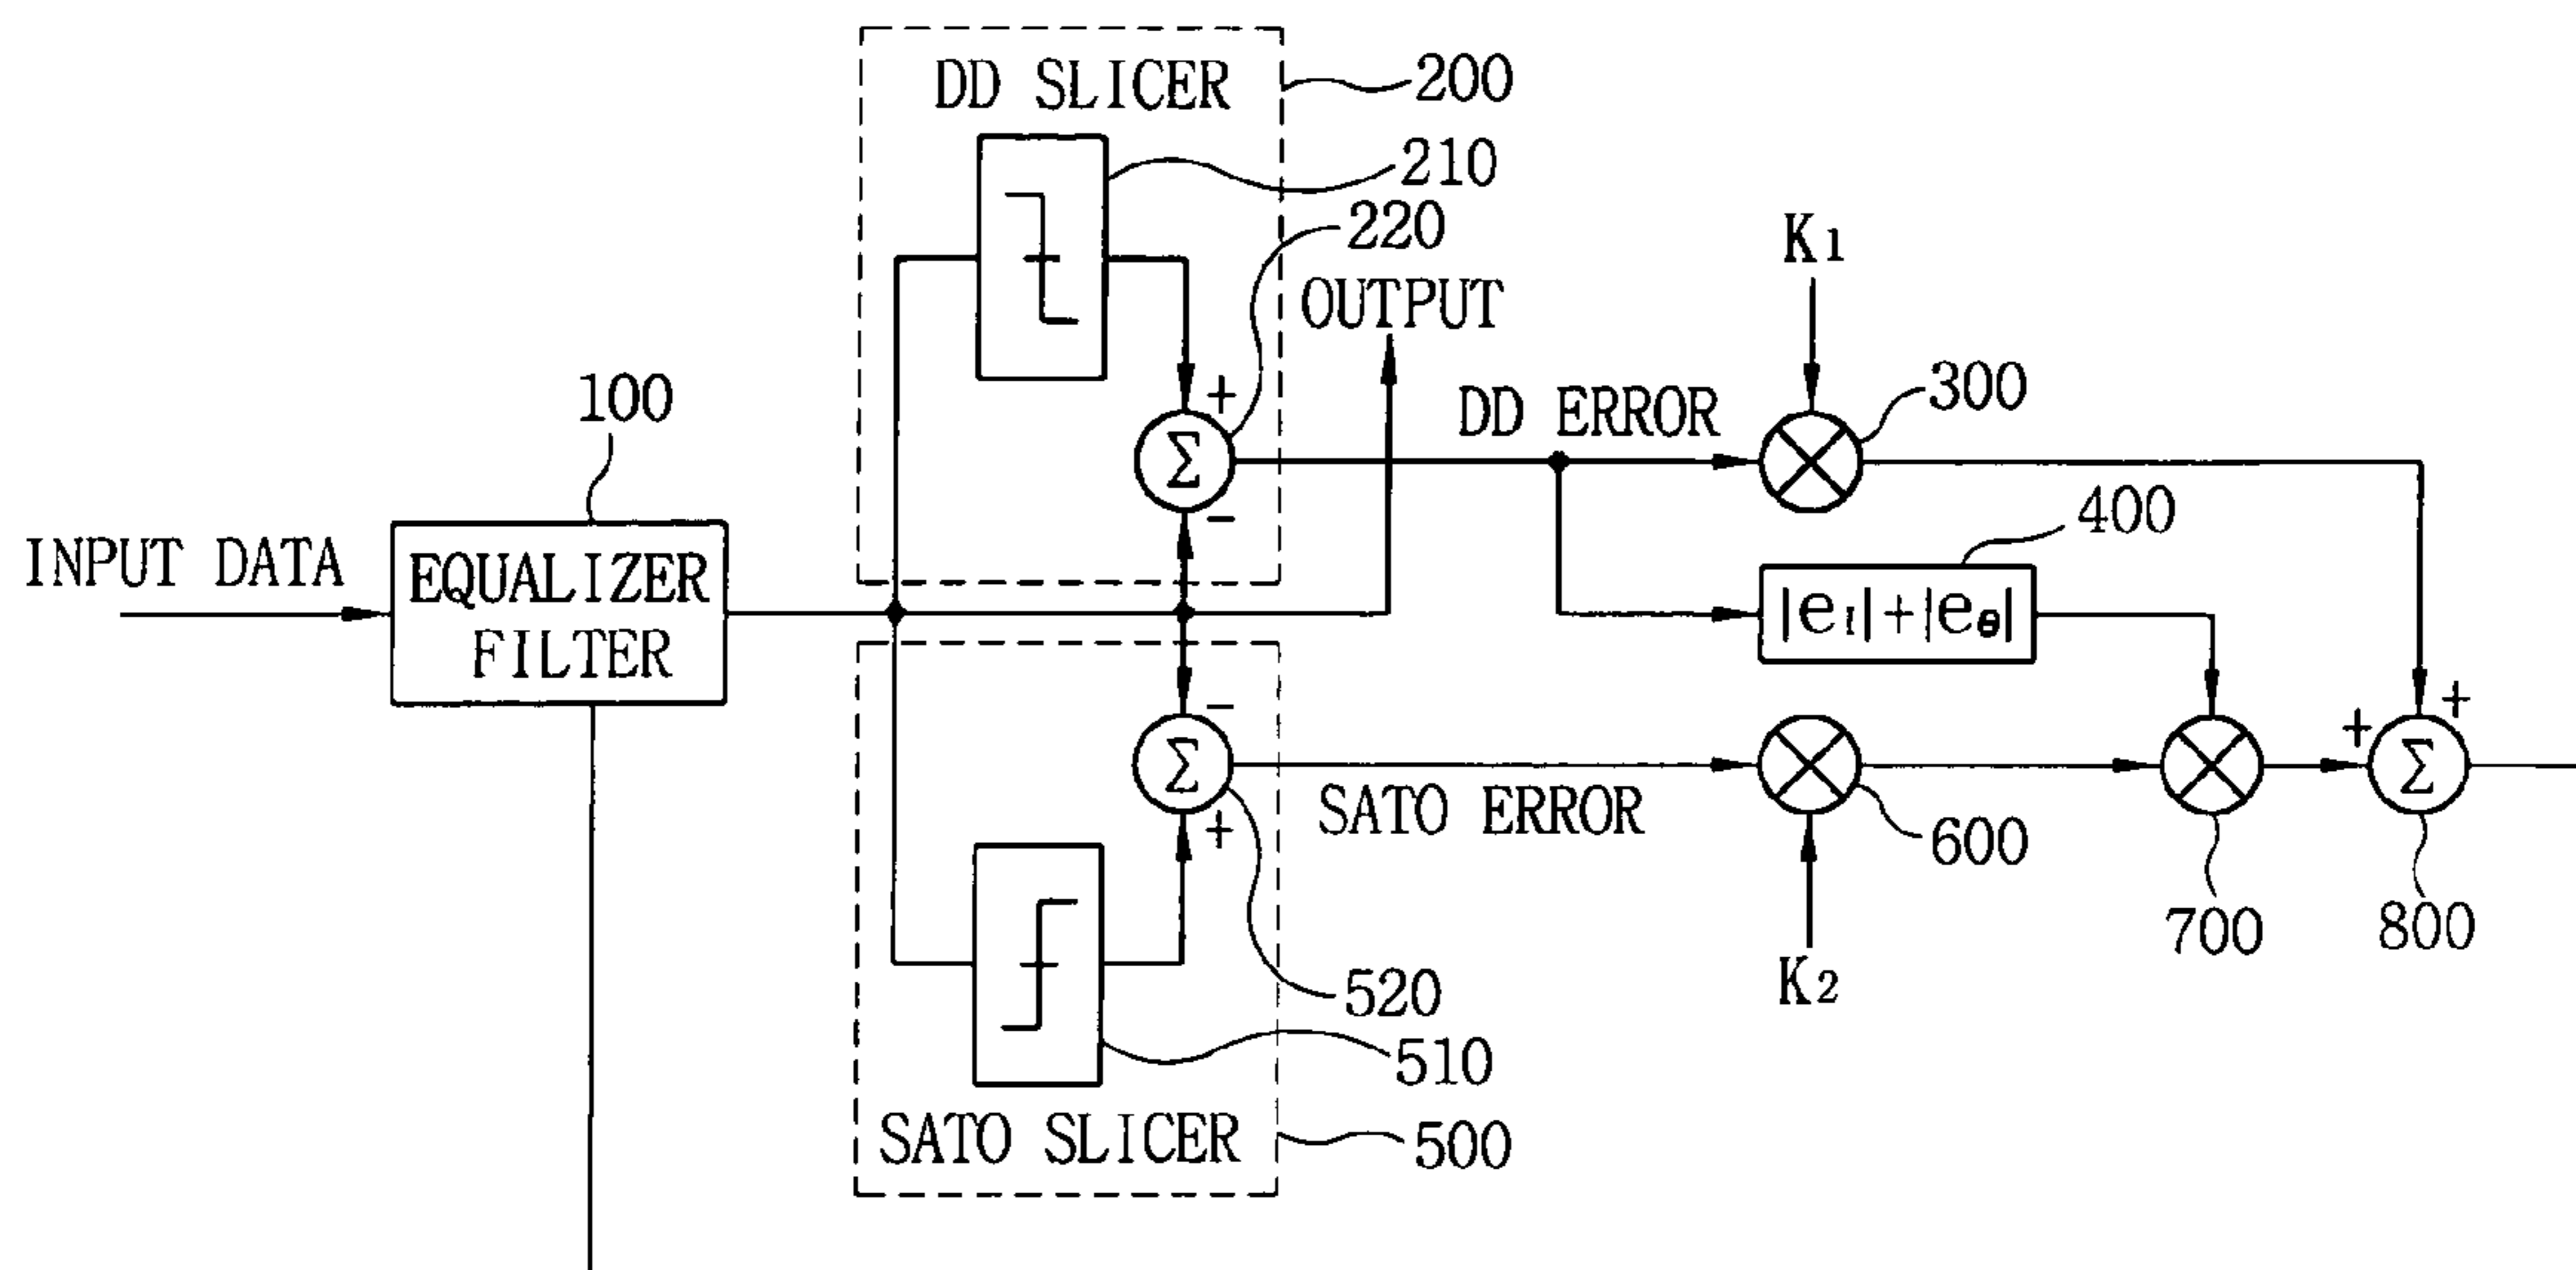 DD SLICER
200
210
220
OUTPUT
K1
100
DD ERROR
300
400
INPUT DATA
EQUALIZER
FILTER
|eI|+|eθ|
+
-
-
+
+
+
SATO ERROR
600
700
800
K2
520
510
SATO SLICER
500
Σ
Σ
Σ